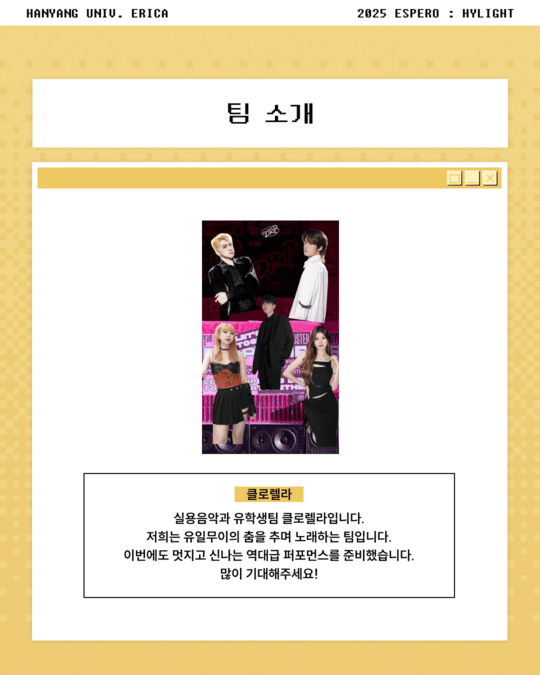 HANYANG UNIV. ERICA
2025 ESPERO : HYLIGHT
팀 소개
DRIP
DRIP
클로렐라
실용음악과 유학생팀 클로렐라입니다.
저희는 유일무이의 춤을 추며 노래하는 팀입니다.
이번에도 멋지고 신나는 역대급 퍼포먼스를 준비했습니다.
많이 기대해주세요!